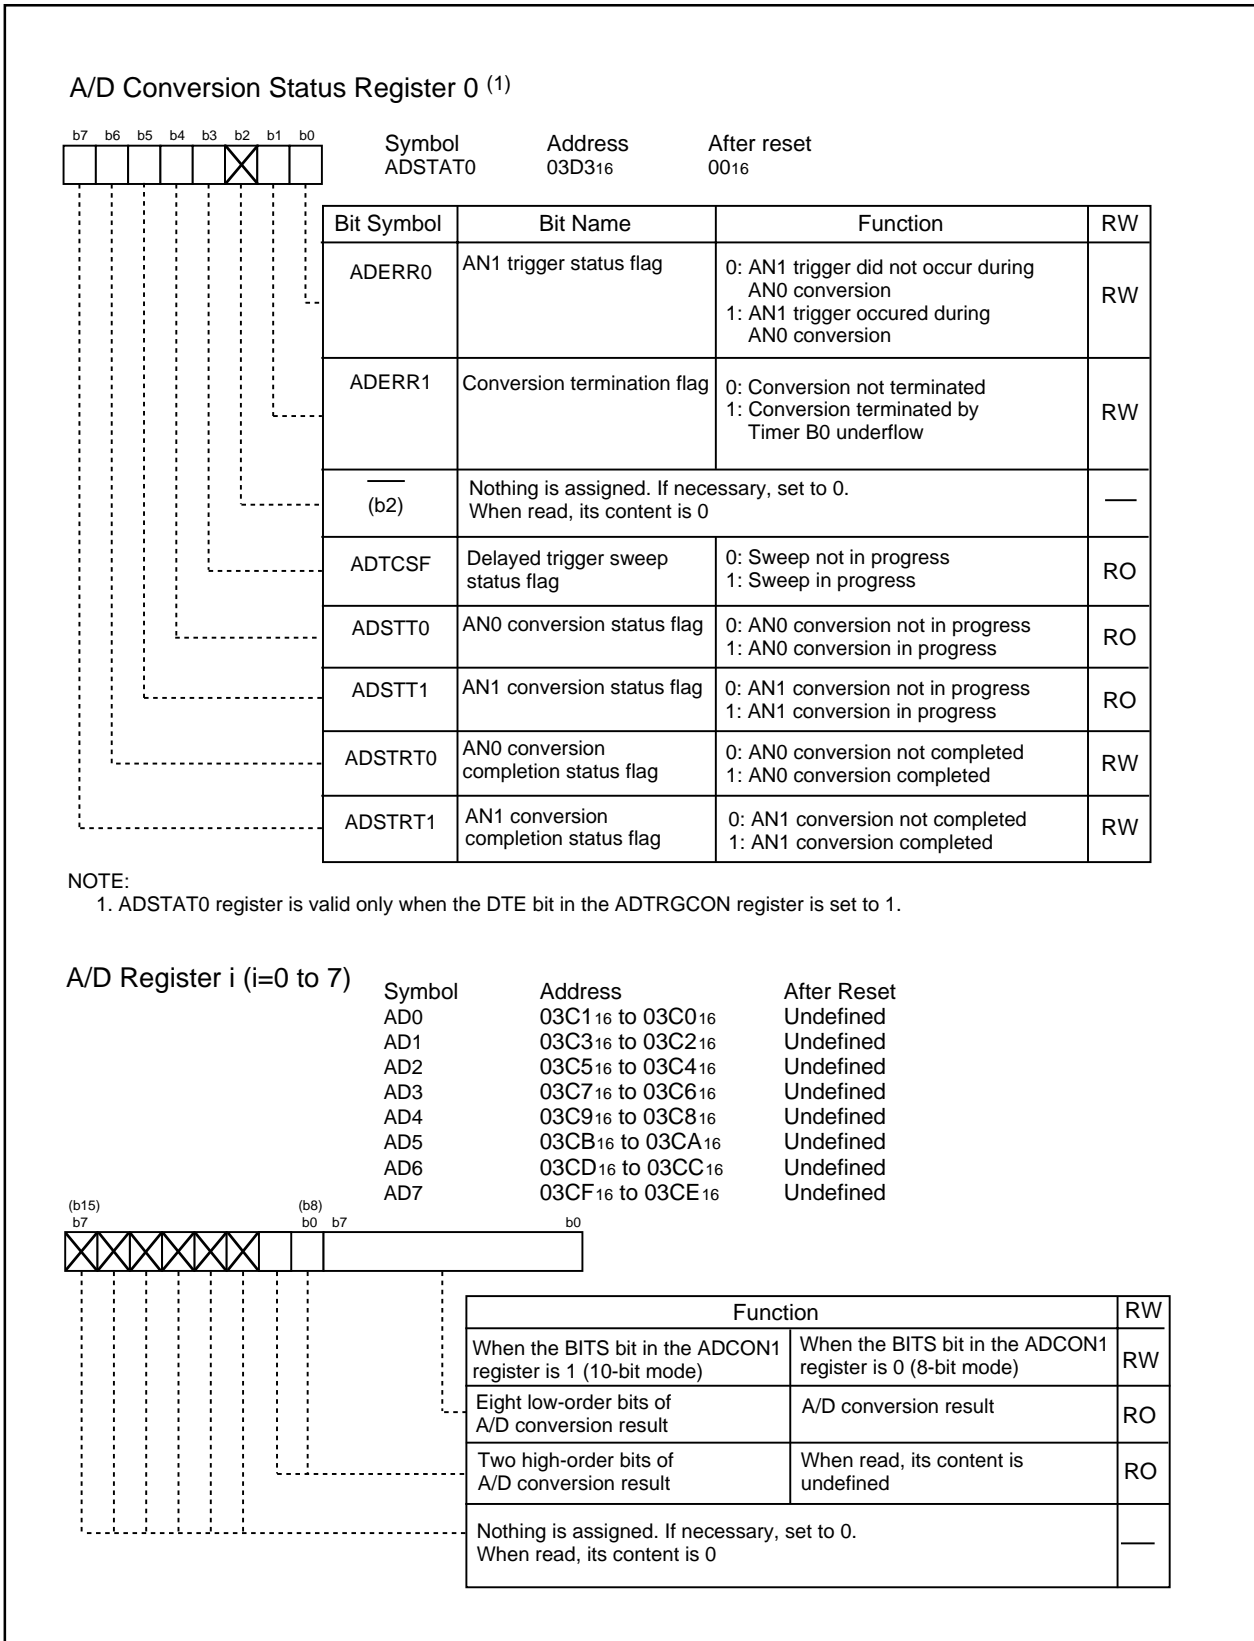 A/D Conversion Status Register 0 (1)
b7 b6 b5 b4 b3 b2 b1 b0
Symbol Address After reset
ADSTAT0 03D316 0016
Bit Symbol Bit Name Function RW
ADERR0 AN1 trigger status flag 0: AN1 trigger did not occur during
AN0 conversion
1: AN1 trigger occured during
AN0 conversion
RW
ADERR1 Conversion termination flag 0: Conversion not terminated
1: Conversion terminated by
Timer B0 underflow
RW
(b2)
Nothing is assigned. If necessary, set to 0.
When read, its content is 0
ADTCSF Delayed trigger sweep
status flag
0: Sweep not in progress
1: Sweep in progress
RO
ADSTT0 AN0 conversion status flag 0: AN0 conversion not in progress
1: AN0 conversion in progress
RO
ADSTT1 AN1 conversion status flag 0: AN1 conversion not in progress
1: AN1 conversion in progress
RO
ADSTRT0 AN0 conversion
completion status flag
0: AN0 conversion not completed
1: AN0 conversion completed
RW
ADSTRT1 AN1 conversion
completion status flag
0: AN1 conversion not completed
1: AN1 conversion completed
RW
NOTE:
1. ADSTAT0 register is valid only when the DTE bit in the ADTRGCON register is set to 1.
A/D Register i (i=0 to 7)
Symbol Address After Reset
AD0 03C116 to 03C016 Undefined
AD1 03C316 to 03C216 Undefined
AD2 03C516 to 03C416 Undefined
AD3 03C716 to 03C616 Undefined
AD4 03C916 to 03C816 Undefined
AD5 03CB16 to 03CA16 Undefined
AD6 03CD16 to 03CC16 Undefined
AD7 03CF16 to 03CE16 Undefined
(b15) (b8)
b7 b0 b7 b0
Function RW
When the BITS bit in the ADCON1
register is 1 (10-bit mode)
When the BITS bit in the ADCON1
register is 0 (8-bit mode)
RW
Eight low-order bits of
A/D conversion result
A/D conversion result
RO
Two high-order bits of
A/D conversion result
When read, its content is
undefined
RO
Nothing is assigned. If necessary, set to 0.
When read, its content is 0